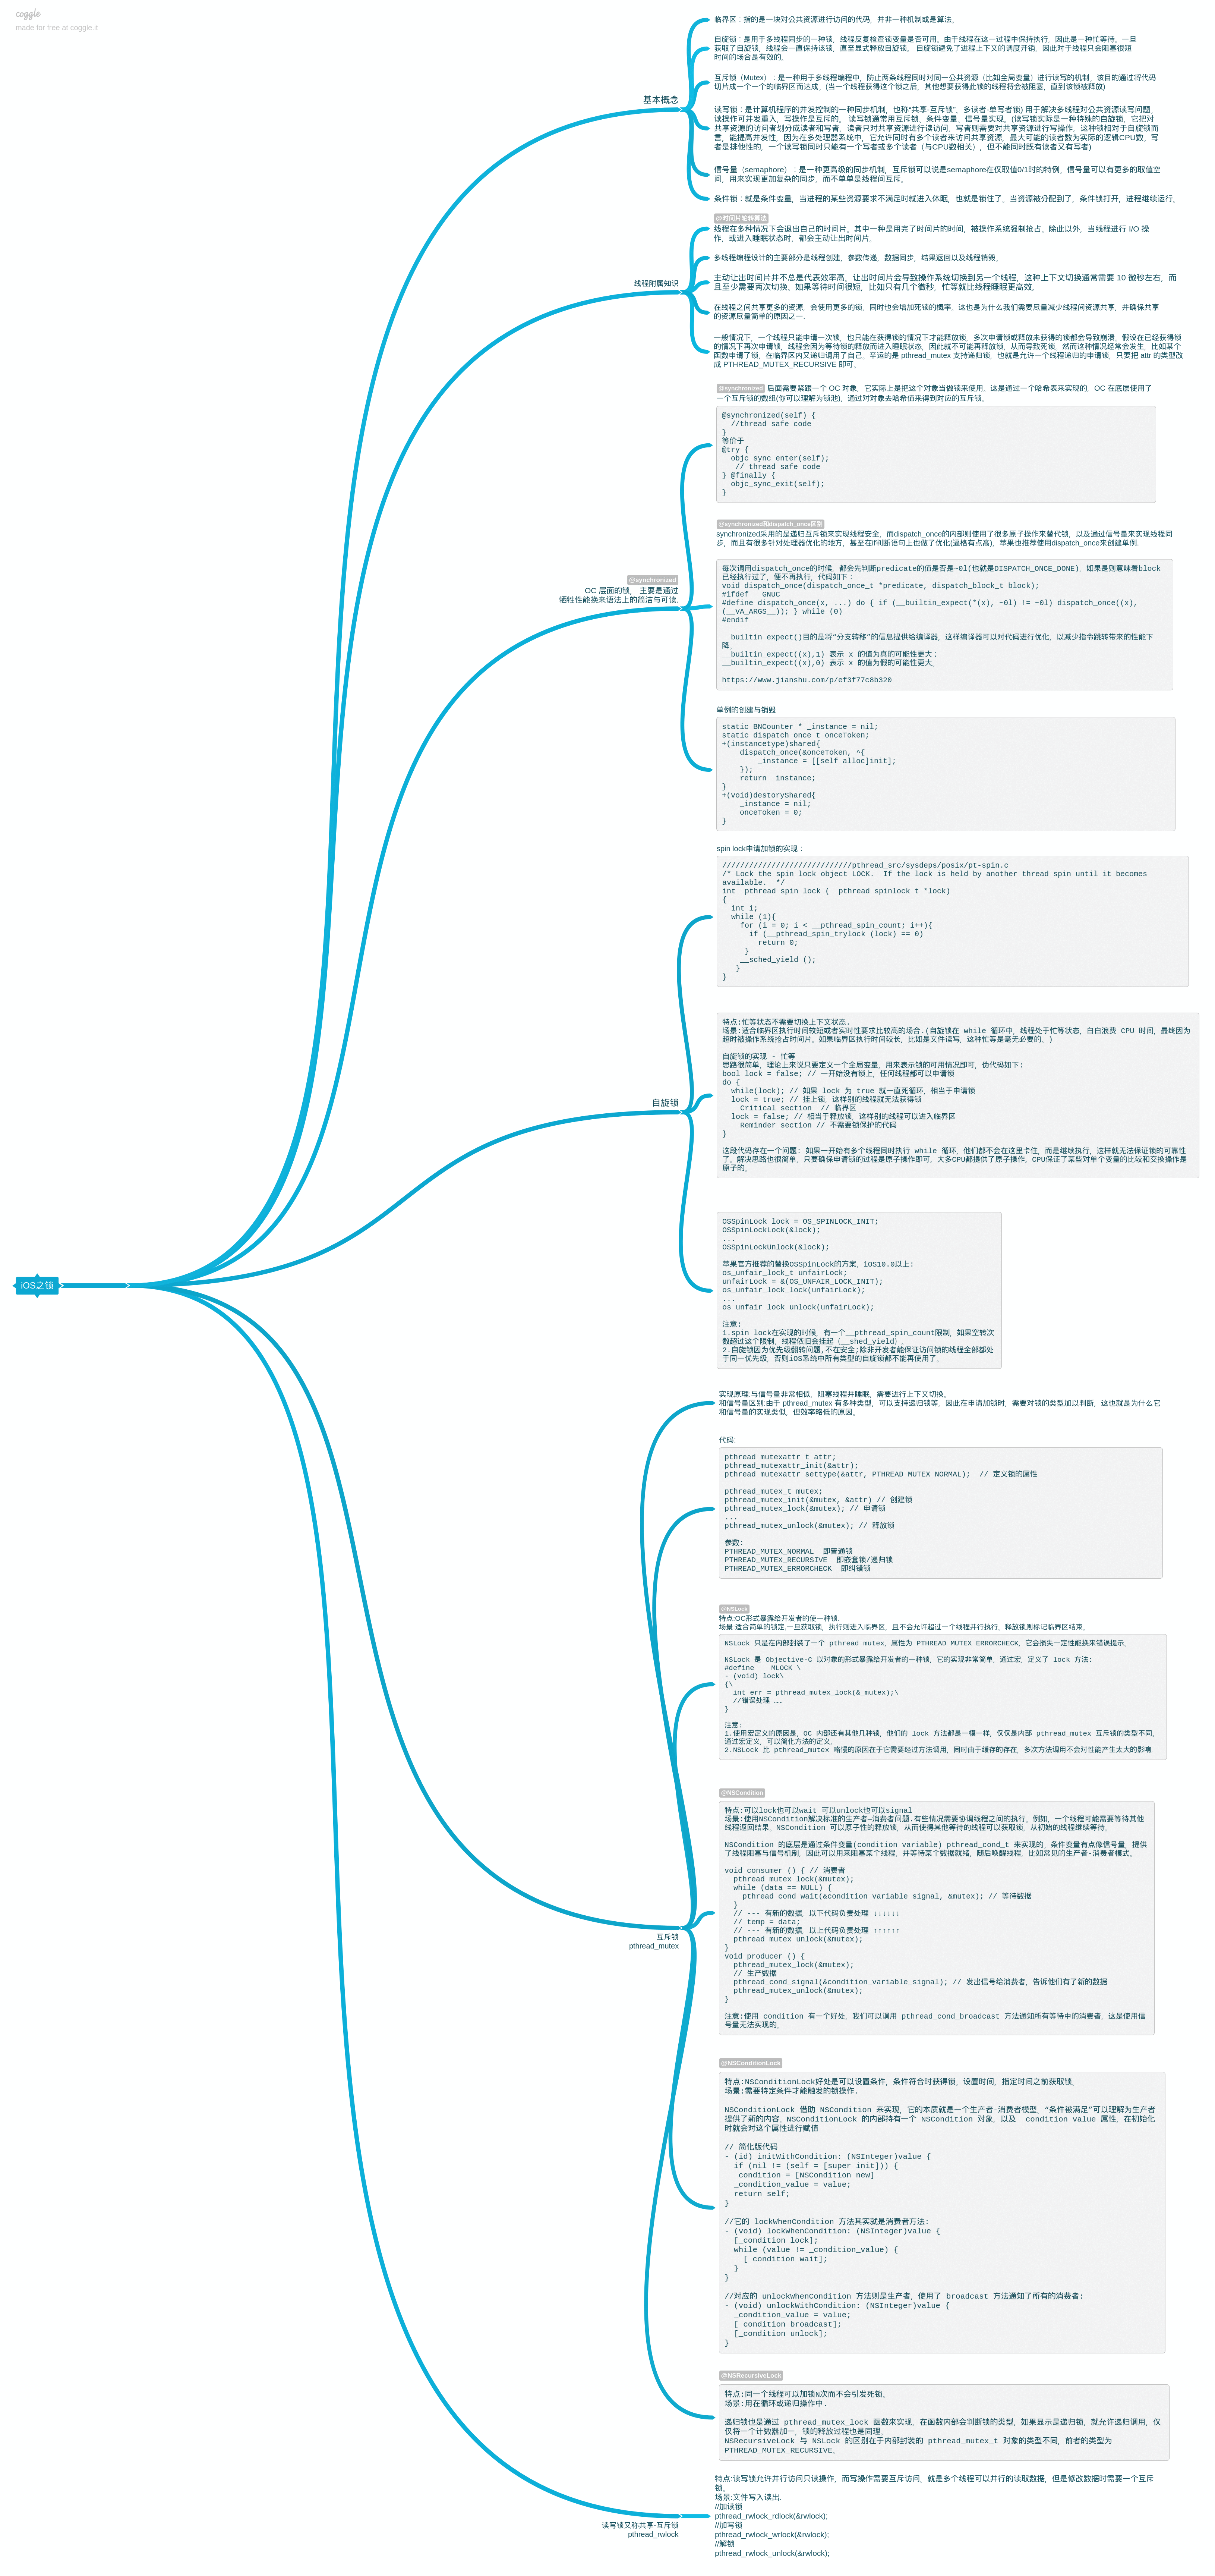 coggle
made for free at coggle.it
iOS之锁
基本概念
临界区：指的是一块对公共资源进行访问的代码，并非一种机制或是算法。
自旋锁：是用于多线程同步的一种锁，线程反复检查锁变量是否可用。由于线程在这一过程中保持执行，因此是一种忙等待。一旦
获取了自旋锁，线程会一直保持该锁，直至显式释放自旋锁。 自旋锁避免了进程上下文的调度开销，因此对于线程只会阻塞很短
时间的场合是有效的。
互斥锁（Mutex）：是一种用于多线程编程中，防止两条线程同时对同一公共资源（比如全局变量）进行读写的机制。该目的通过将代码
切片成一个一个的临界区而达成。(当一个线程获得这个锁之后，其他想要获得此锁的线程将会被阻塞，直到该锁被释放)
读写锁：是计算机程序的并发控制的一种同步机制，也称“共享-互斥锁”、多读者-单写者锁) 用于解决多线程对公共资源读写问题。
读操作可并发重入，写操作是互斥的。 读写锁通常用互斥锁、条件变量、信号量实现。(读写锁实际是一种特殊的自旋锁，它把对
共享资源的访问者划分成读者和写者，读者只对共享资源进行读访问，写者则需要对共享资源进行写操作。这种锁相对于自旋锁而
言，能提高并发性，因为在多处理器系统中，它允许同时有多个读者来访问共享资源，最大可能的读者数为实际的逻辑CPU数。写
者是排他性的，一个读写锁同时只能有一个写者或多个读者（与CPU数相关），但不能同时既有读者又有写者)
信号量（semaphore）：是一种更高级的同步机制，互斥锁可以说是semaphore在仅取值0/1时的特例。信号量可以有更多的取值空
间，用来实现更加复杂的同步，而不单单是线程间互斥。
条件锁：就是条件变量，当进程的某些资源要求不满足时就进入休眠，也就是锁住了。当资源被分配到了，条件锁打开，进程继续运行。
线程附属知识
@时间片轮转算法
线程在多种情况下会退出自己的时间片。其中一种是用完了时间片的时间，被操作系统强制抢占。除此以外，当线程进行 I/O 操
作，或进入睡眠状态时，都会主动让出时间片。
多线程编程设计的主要部分是线程创建，参数传递，数据同步，结果返回以及线程销毁。
主动让出时间片并不总是代表效率高。让出时间片会导致操作系统切换到另一个线程，这种上下文切换通常需要 10 微秒左右，而
且至少需要两次切换。如果等待时间很短，比如只有几个微秒，忙等就比线程睡眠更高效。
在线程之间共享更多的资源，会使用更多的锁，同时也会增加死锁的概率。这也是为什么我们需要尽量减少线程间资源共享，并确保共享
的资源尽量简单的原因之一.
一般情况下，一个线程只能申请一次锁，也只能在获得锁的情况下才能释放锁，多次申请锁或释放未获得的锁都会导致崩溃。假设在已经获得锁
的情况下再次申请锁，线程会因为等待锁的释放而进入睡眠状态，因此就不可能再释放锁，从而导致死锁。然而这种情况经常会发生，比如某个
函数申请了锁，在临界区内又递归调用了自己。辛运的是 pthread_mutex 支持递归锁，也就是允许一个线程递归的申请锁，只要把 attr 的类型改
成 PTHREAD_MUTEX_RECURSIVE 即可。
@synchronized
OC 层面的锁， 主要是通过
牺牲性能换来语法上的简洁与可读.
@synchronized 后面需要紧跟一个 OC 对象，它实际上是把这个对象当做锁来使用。这是通过一个哈希表来实现的，OC 在底层使用了
一个互斥锁的数组(你可以理解为锁池)，通过对对象去哈希值来得到对应的互斥锁。
@synchronized(self) {
//thread safe code
}
等价于
@try {
objc_sync_enter(self);
// thread safe code
} @finally {
objc_sync_exit(self);
}
@synchronized和dispatch_once区别
synchronized采用的是递归互斥锁来实现线程安全，而dispatch_once的内部则使用了很多原子操作来替代锁，以及通过信号量来实现线程同
步，而且有很多针对处理器优化的地方，甚至在if判断语句上也做了优化(逼格有点高)，苹果也推荐使用dispatch_once来创建单例.
每次调用dispatch_once的时候，都会先判断predicate的值是否是~0l(也就是DISPATCH_ONCE_DONE)，如果是则意味着block
已经执行过了，便不再执行，代码如下：
void dispatch_once(dispatch_once_t *predicate, dispatch_block_t block);
#ifdef __GNUC__
#define dispatch_once(x, ...) do { if (__builtin_expect(*(x), ~0l) != ~0l) dispatch_once((x),
(__VA_ARGS__)); } while (0)
#endif
__builtin_expect()目的是将“分支转移”的信息提供给编译器，这样编译器可以对代码进行优化，以减少指令跳转带来的性能下
降。
__builtin_expect((x),1) 表示 x 的值为真的可能性更大；
__builtin_expect((x),0) 表示 x 的值为假的可能性更大。
https://www.jianshu.com/p/ef3f77c8b320
单例的创建与销毁
static BNCounter * _instance = nil;
static dispatch_once_t onceToken;
+(instancetype)shared{
dispatch_once(&onceToken, ^{
_instance = [[self alloc]init];
});
return _instance;
}
+(void)destoryShared{
_instance = nil;
onceToken = 0;
}
自旋锁
spin lock申请加锁的实现：
/////////////////////////////pthread_src/sysdeps/posix/pt-spin.c
/* Lock the spin lock object LOCK.  If the lock is held by another thread spin until it becomes
available.  */
int _pthread_spin_lock (__pthread_spinlock_t *lock)
{
int i;
while (1){
for (i = 0; i < __pthread_spin_count; i++){
if (__pthread_spin_trylock (lock) == 0)
return 0;
}
__sched_yield ();
}
}
特点:忙等状态不需要切换上下文状态.
场景:适合临界区执行时间较短或者实时性要求比较高的场合.(自旋锁在 while 循环中，线程处于忙等状态，白白浪费 CPU 时间，最终因为
超时被操作系统抢占时间片。如果临界区执行时间较长，比如是文件读写，这种忙等是毫无必要的。)
自旋锁的实现 - 忙等
思路很简单，理论上来说只要定义一个全局变量，用来表示锁的可用情况即可，伪代码如下:
bool lock = false; // 一开始没有锁上，任何线程都可以申请锁
do {
while(lock); // 如果 lock 为 true 就一直死循环，相当于申请锁
lock = true; // 挂上锁，这样别的线程就无法获得锁
Critical section  // 临界区
lock = false; // 相当于释放锁，这样别的线程可以进入临界区
Reminder section // 不需要锁保护的代码
}
这段代码存在一个问题: 如果一开始有多个线程同时执行 while 循环，他们都不会在这里卡住，而是继续执行，这样就无法保证锁的可靠性
了。解决思路也很简单，只要确保申请锁的过程是原子操作即可。大多CPU都提供了原子操作。CPU保证了某些对单个变量的比较和交换操作是
原子的。
OSSpinLock lock = OS_SPINLOCK_INIT;
OSSpinLockLock(&lock);
...
OSSpinLockUnlock(&lock);
苹果官方推荐的替换OSSpinLock的方案，iOS10.0以上:
os_unfair_lock_t unfairLock;
unfairLock = &(OS_UNFAIR_LOCK_INIT);
os_unfair_lock_lock(unfairLock);
...
os_unfair_lock_unlock(unfairLock);
注意:
1.spin lock在实现的时候，有一个__pthread_spin_count限制，如果空转次
数超过这个限制，线程依旧会挂起（__shed_yield）。
2.自旋锁因为优先级翻转问题,不在安全;除非开发者能保证访问锁的线程全部都处
于同一优先级，否则iOS系统中所有类型的自旋锁都不能再使用了。
互斥锁
pthread_mutex
实现原理:与信号量非常相似，阻塞线程并睡眠，需要进行上下文切换。
和信号量区别:由于 pthread_mutex 有多种类型，可以支持递归锁等，因此在申请加锁时，需要对锁的类型加以判断，这也就是为什么它
和信号量的实现类似，但效率略低的原因。
代码:
pthread_mutexattr_t attr;
pthread_mutexattr_init(&attr);
pthread_mutexattr_settype(&attr, PTHREAD_MUTEX_NORMAL);  // 定义锁的属性
pthread_mutex_t mutex;
pthread_mutex_init(&mutex, &attr) // 创建锁
pthread_mutex_lock(&mutex); // 申请锁
...
pthread_mutex_unlock(&mutex); // 释放锁
参数:
PTHREAD_MUTEX_NORMAL  即普通锁
PTHREAD_MUTEX_RECURSIVE  即嵌套锁/递归锁
PTHREAD_MUTEX_ERRORCHECK  即纠错锁
@NSLock
特点:OC形式暴露给开发者的使一种锁.
场景:适合简单的锁定,一旦获取锁，执行则进入临界区，且不会允许超过一个线程并行执行。释放锁则标记临界区结束。
NSLock 只是在内部封装了一个 pthread_mutex，属性为 PTHREAD_MUTEX_ERRORCHECK，它会损失一定性能换来错误提示。
NSLock 是 Objective-C 以对象的形式暴露给开发者的一种锁，它的实现非常简单，通过宏，定义了 lock 方法:
#define    MLOCK \
- (void) lock\
{\
int err = pthread_mutex_lock(&_mutex);\
//错误处理 ……
}
注意:
1.使用宏定义的原因是，OC 内部还有其他几种锁，他们的 lock 方法都是一模一样，仅仅是内部 pthread_mutex 互斥锁的类型不同。
通过宏定义，可以简化方法的定义。
2.NSLock 比 pthread_mutex 略慢的原因在于它需要经过方法调用，同时由于缓存的存在，多次方法调用不会对性能产生太大的影响。
@NSCondition
特点:可以lock也可以wait 可以unlock也可以signal
场景:使用NSCondition解决标准的生产者-消费者问题.有些情况需要协调线程之间的执行。例如，一个线程可能需要等待其他
线程返回结果，NSCondition 可以原子性的释放锁，从而使得其他等待的线程可以获取锁，从初始的线程继续等待。
NSCondition 的底层是通过条件变量(condition variable) pthread_cond_t 来实现的。条件变量有点像信号量，提供
了线程阻塞与信号机制，因此可以用来阻塞某个线程，并等待某个数据就绪，随后唤醒线程，比如常见的生产者-消费者模式。
void consumer () { // 消费者
pthread_mutex_lock(&mutex);
while (data == NULL) {
pthread_cond_wait(&condition_variable_signal, &mutex); // 等待数据
}
// --- 有新的数据，以下代码负责处理 ↓↓↓↓↓↓
// temp = data;
// --- 有新的数据，以上代码负责处理 ↑↑↑↑↑↑
pthread_mutex_unlock(&mutex);
}
void producer () {
pthread_mutex_lock(&mutex);
// 生产数据
pthread_cond_signal(&condition_variable_signal); // 发出信号给消费者，告诉他们有了新的数据
pthread_mutex_unlock(&mutex);
}
注意:使用 condition 有一个好处，我们可以调用 pthread_cond_broadcast 方法通知所有等待中的消费者，这是使用信
号量无法实现的。
@NSConditionLock
特点:NSConditionLock好处是可以设置条件，条件符合时获得锁。设置时间，指定时间之前获取锁。
场景:需要特定条件才能触发的锁操作.
NSConditionLock 借助 NSCondition 来实现，它的本质就是一个生产者-消费者模型。“条件被满足”可以理解为生产者
提供了新的内容。NSConditionLock 的内部持有一个 NSCondition 对象，以及 _condition_value 属性，在初始化
时就会对这个属性进行赋值
// 简化版代码
- (id) initWithCondition: (NSInteger)value {
if (nil != (self = [super init])) {
_condition = [NSCondition new]
_condition_value = value;
return self;
}
//它的 lockWhenCondition 方法其实就是消费者方法:
- (void) lockWhenCondition: (NSInteger)value {
[_condition lock];
while (value != _condition_value) {
[_condition wait];
}
}
//对应的 unlockWhenCondition 方法则是生产者，使用了 broadcast 方法通知了所有的消费者:
- (void) unlockWithCondition: (NSInteger)value {
_condition_value = value;
[_condition broadcast];
[_condition unlock];
}
@NSRecursiveLock
特点:同一个线程可以加锁N次而不会引发死锁。
场景:用在循环或递归操作中.
递归锁也是通过 pthread_mutex_lock 函数来实现，在函数内部会判断锁的类型，如果显示是递归锁，就允许递归调用，仅
仅将一个计数器加一，锁的释放过程也是同理。
NSRecursiveLock 与 NSLock 的区别在于内部封装的 pthread_mutex_t 对象的类型不同，前者的类型为
PTHREAD_MUTEX_RECURSIVE。
读写锁又称共享-互斥锁
pthread_rwlock
特点:读写锁允许并行访问只读操作，而写操作需要互斥访问。就是多个线程可以并行的读取数据，但是修改数据时需要一个互斥
锁。
场景:文件写入读出.
//加读锁
pthread_rwlock_rdlock(&rwlock);
//加写锁
pthread_rwlock_wrlock(&rwlock);
//解锁
pthread_rwlock_unlock(&rwlock);